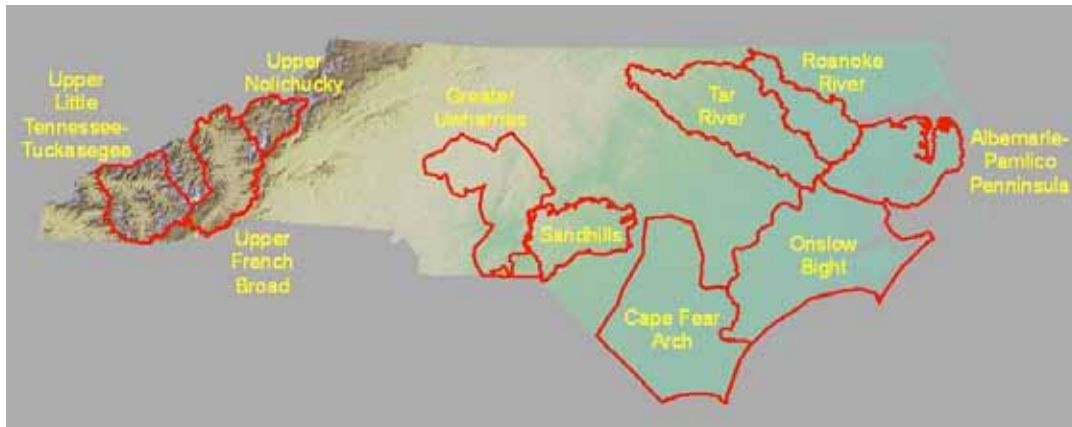 Upper
Little
Tennessee-
Tuckasegee
Upper
Nolichucky
Upper
French
Broad
Greater
Uwharries
Sandhills
Cape Fear
Arch
Tar
River
Roanoke
River
Albemarle-
Pamlico
Penninsula
Onslow
Bight